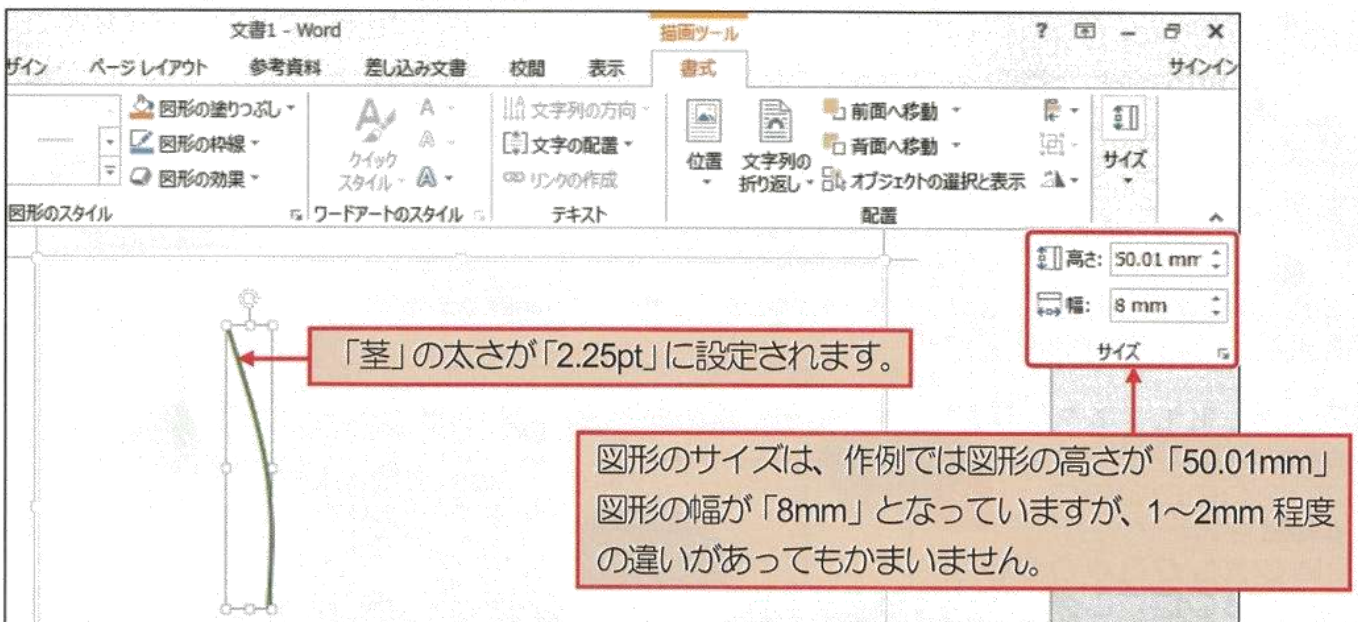 文書1 - Word
描画ツール
?
ザイン ページ レイアウト 参考資料 差し込み文書 校閲 表示 書式 サインイン
図形の塗りつぶし
図形の枠線
図形の効果
図形のスタイル
クイック
スタイル
ワードアートのスタイル
文字列の方向
文字の配置
リンクの作成
テキスト
位置
文字列の
折り返し
前面へ移動
背面へ移動
オブジェクトの選択と表示
配置
サイズ
高さ: 50.01 mm
幅: 8 mm
サイズ
「茎」の太さが「2.25pt」に設定されます。
図形のサイズは、作例では図形の高さが「50.01mm」
図形の幅が「8mm」となっていますが、1～2mm 程度
の違いがあってもかまいません。